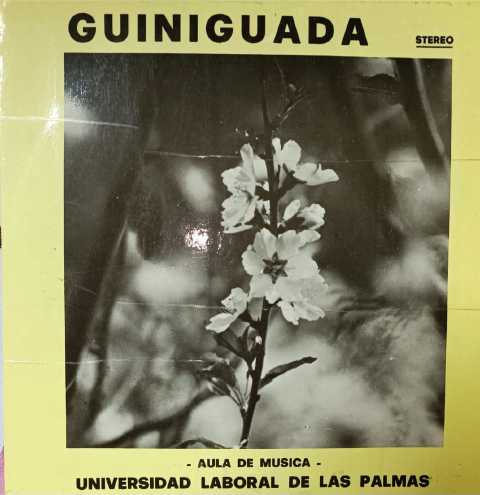 GUINIGUADA
STEREO
- AULA DE MUSICA -
UNIVERSIDAD LABORAL DE LAS PALMAS